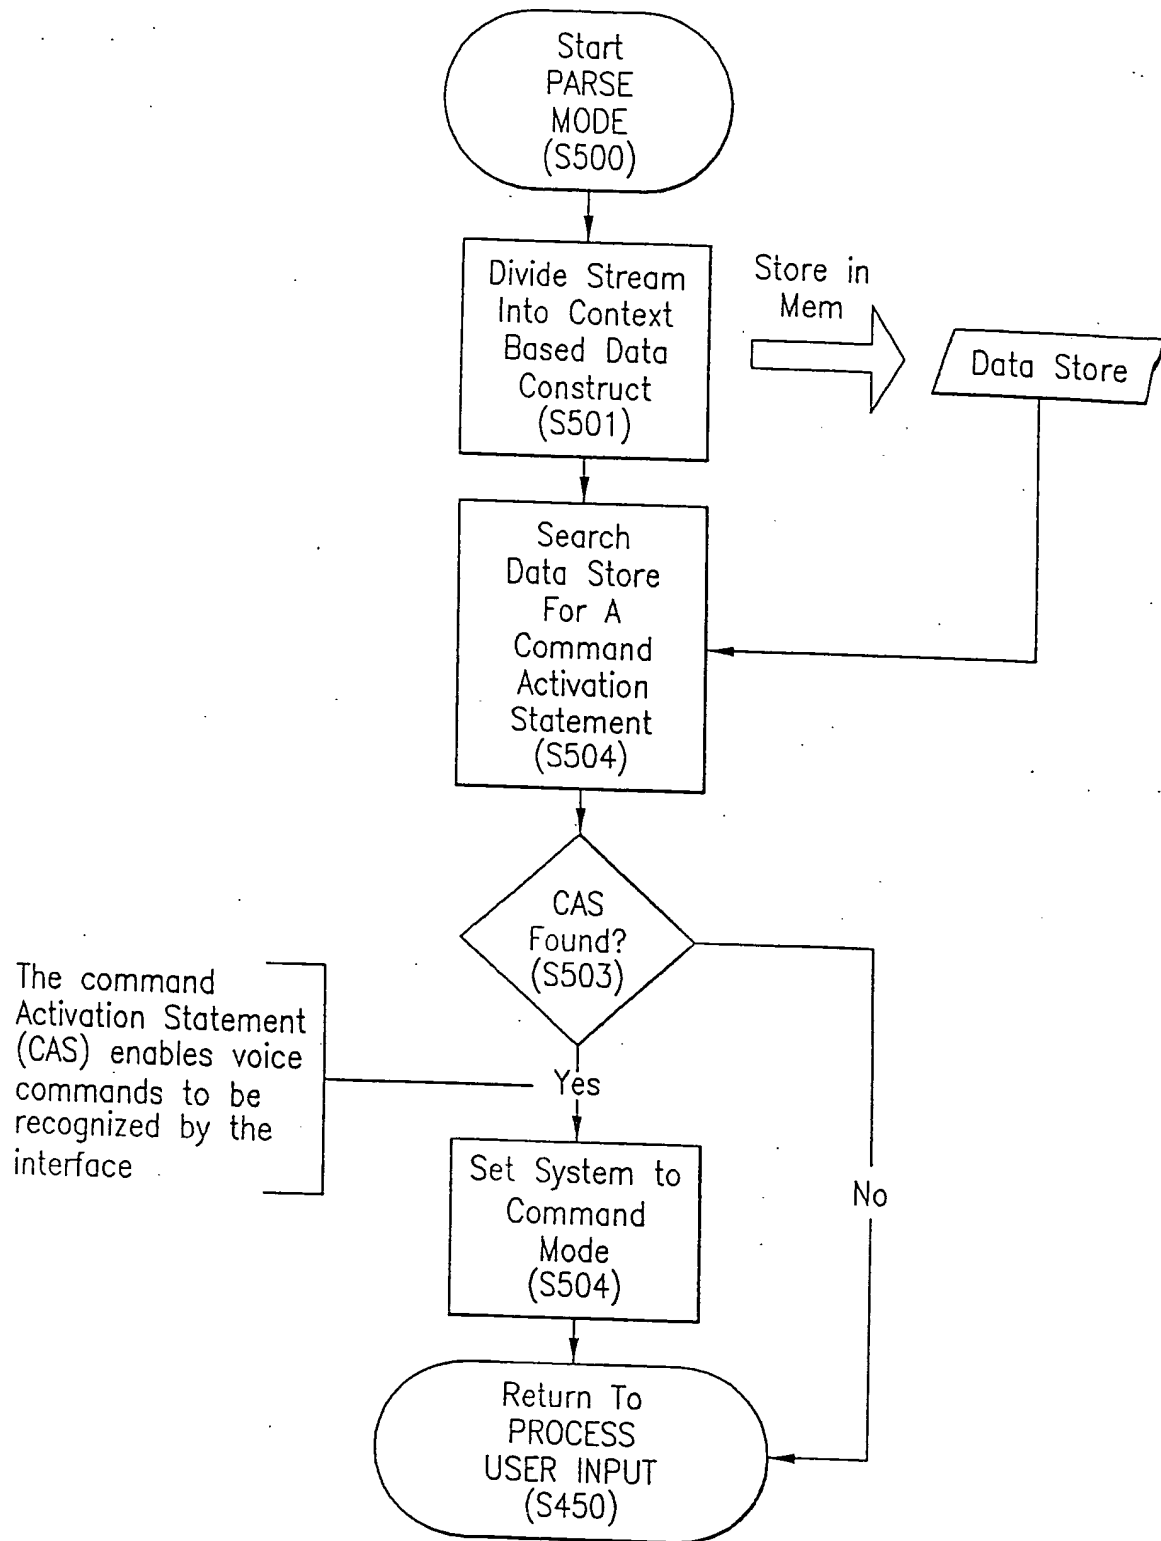 Start
PARSE
MODE
(S500)
Divide Stream
Into Context
Based Data
Construct
(S501)
Store in
Mem
Data Store
Search
Data Store
For A
Command
Activation
Statement
(S504)
CAS
Found?
(S503)
The command
Activation Statement
(CAS) enables voice
commands to be
recognized by the
interface
Yes
No
Set System to
Command
Mode
(S504)
Return To
PROCESS
USER INPUT
(S450)